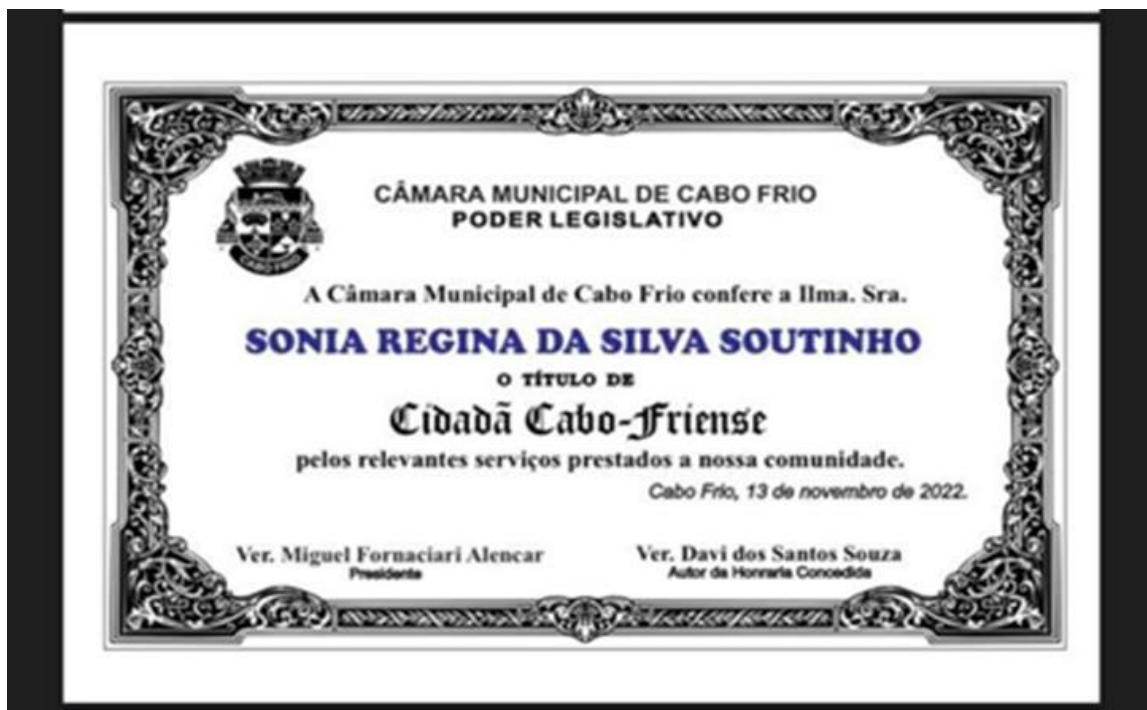 CÂMARA MUNICIPAL DE CABO FRIO
PODER LEGISLATIVO
CABO FRIO
A Câmara Municipal de Cabo Frio confere a Ilma. Sra.
SONIA REGINA DA SILVA SOUTINHO
O TÍTULO DE
Cidadã Cabo-Friense
pelos relevantes serviços prestados a nossa comunidade.
Cabo Frio, 13 de novembro de 2022.
Ver. Miguel Fornaciari Alencar
Presidente
Ver. Davi dos Santos Souza
Autor da Honraria Concedida